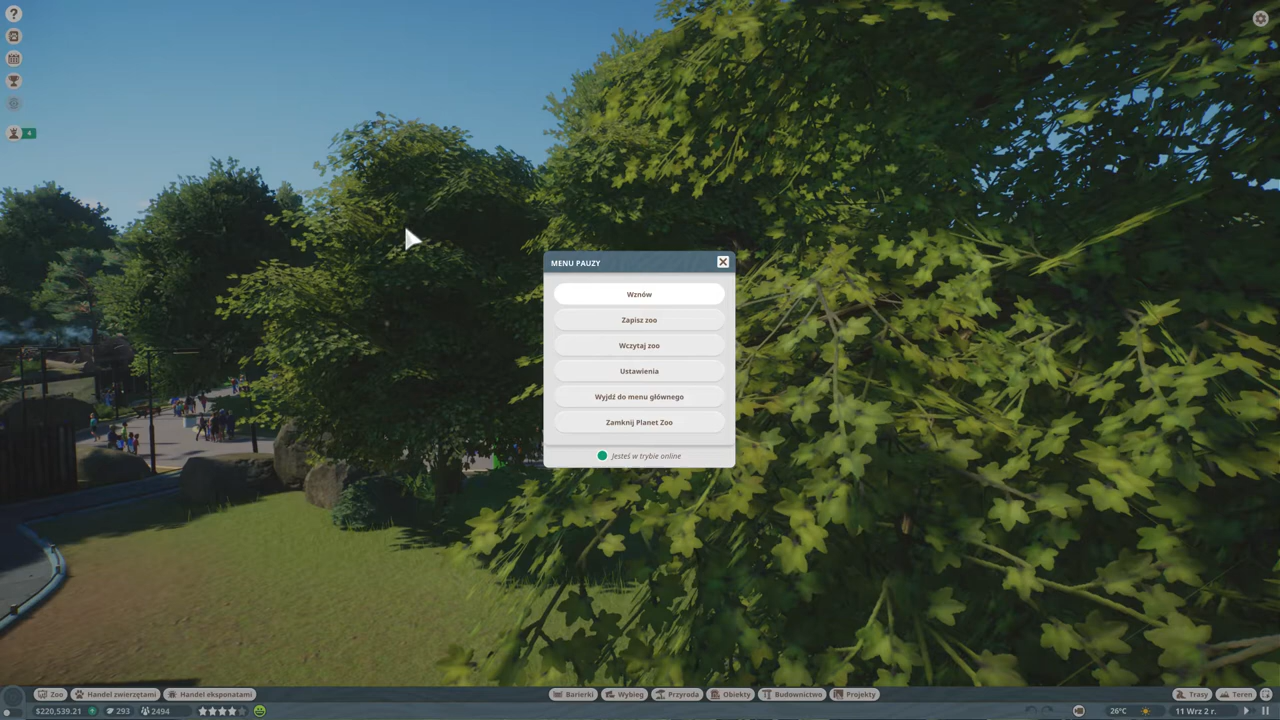 ?
4
MENU PAUZY
Wznów
Zapisz zoo
Wczytaj zoo
Ustawienia
Wyjdź do menu głównego
Zamknij Planet Zoo
Jesteś w trybie online
Zoo
Handel zwierzętami
Handel eksponatami
Barierki
Wybieg
Przyroda
Obiekty
Budownictwo
Projekty
Trasy
Teren
$220,539.21
293
2494
26°C
11 Wrz 2 r.